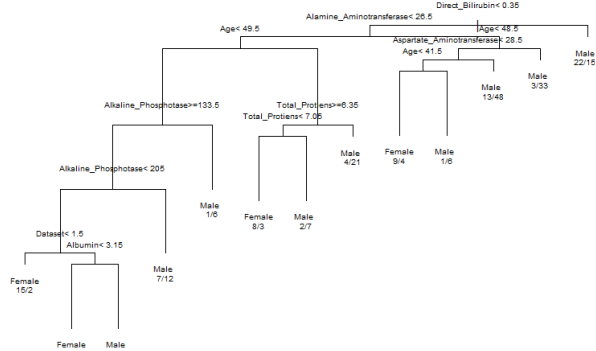 Direct_Bilirubin< 0.35
Alamine_Aminotransferase< 26.5
Age< 49.5
Age< 48.5
Aspartate_Aminotransferase< 28.5
Age< 41.5
Male
22/15
Male
3/33
Male
13/48
Alkaline_Phosphotase>=133.5
Total_Protiens>=6.35
Total_Protiens< 7.05
Female
9/4
Male
1/6
Male
4/21
Alkaline_Phosphotase< 205
Male
1/6
Female
8/3
Male
2/7
Dataset< 1.5
Albumin< 3.15
Male
7/12
Female
15/2
Female
Male